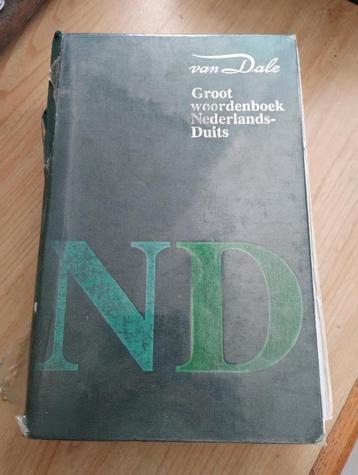 van Dale
Groot
woordenboek
Nederlands-
Duits
ND